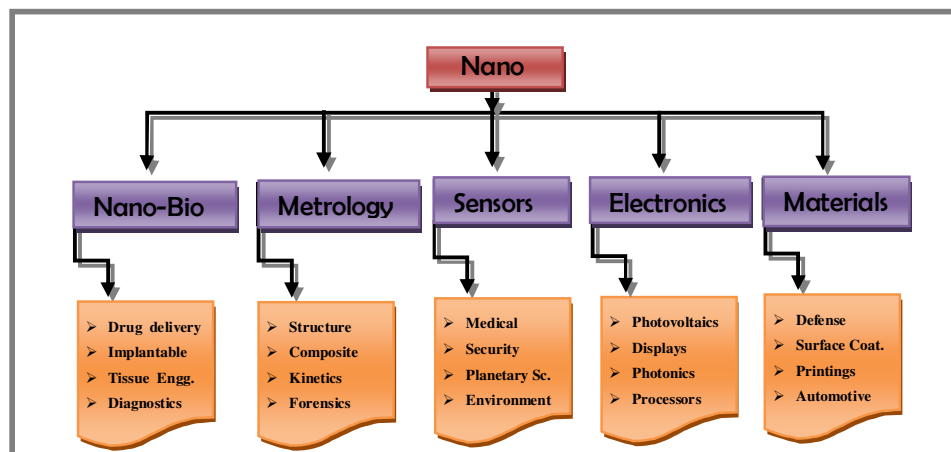 Nano
Nano-Bio
Metrology
Sensors
Electronics
Materials
Drug delivery
Implantable
Tissue Engg.
Diagnostics
Structure
Composite
Kinetics
Forensics
Medical
Security
Planetary Sc.
Environment
Photovoltaics
Displays
Photonics
Processors
Defense
Surface Coat.
Printings
Automotive